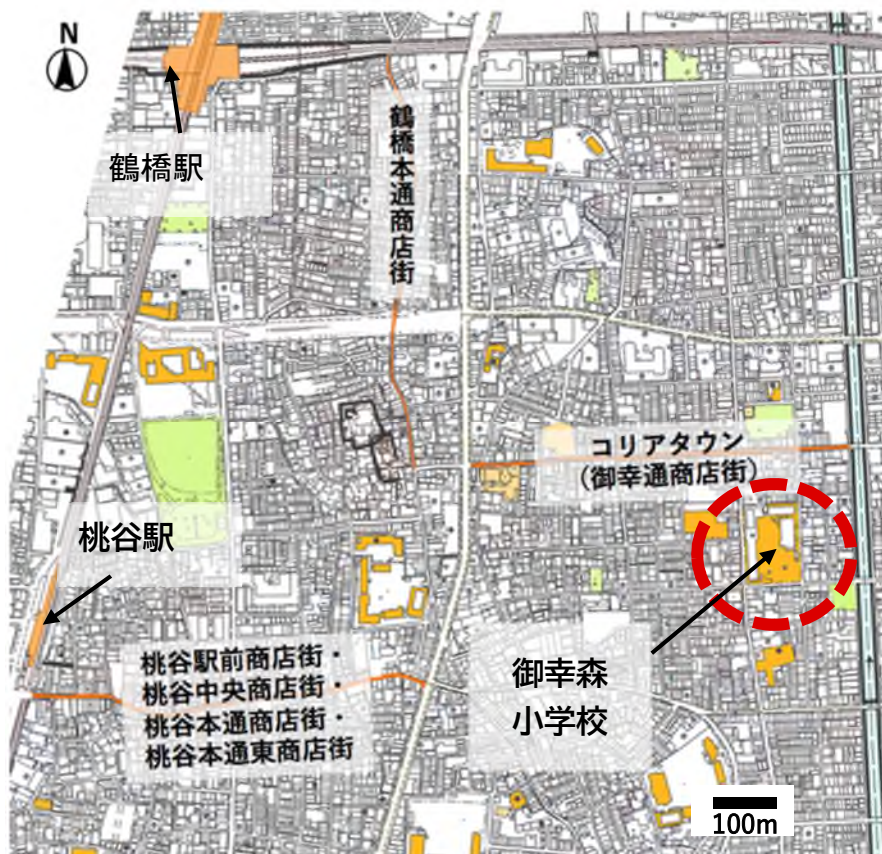 N
鶴橋駅
鶴橋本通商店街
コリアタウン
(御幸通商店街)
桃谷駅
桃谷駅前商店街・
桃谷中央商店街・
桃谷本通商店街・
桃谷本通東商店街
御幸森
小学校
100m